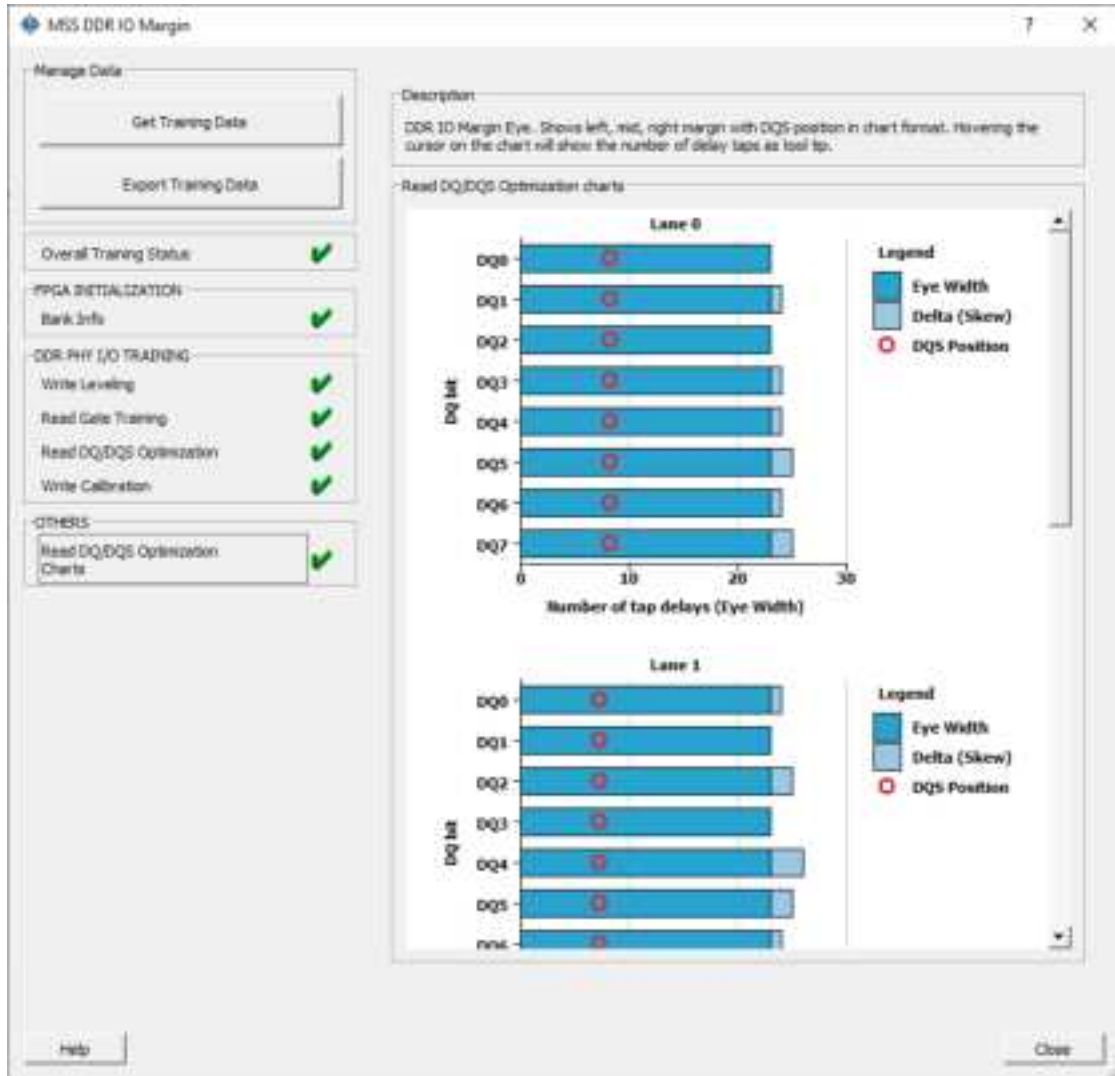 MSS DDR IO Margin
?
Manage Data
Get Training Data
Export Training Data
Overall Training Status
FPGA INITIALIZATION
Bank Info
DDR PHY I/O TRAINING
Write Leveling
Read Gate Training
Read DQ/DQS Optimization
Write Calibration
OTHERS
Read DQ/DQS Optimization
Charts
Description
DDR IO Margin Eye. Shows left, mid, right margin with DQS position in chart format. Hovering the
cursor on the chart will show the number of delay taps as tool tip.
Read DQ/DQS Optimization charts
Lane 0
DQ bit
DQ0
DQ1
DQ2
DQ3
DQ4
DQ5
DQ6
DQ7
0 10 20 30
Number of tap delays (Eye Width)
Legend
Eye Width
Delta (Skew)
DQS Position
Lane 1
DQ bit
DQ0
DQ1
DQ2
DQ3
DQ4
DQ5
DQ6
Legend
Eye Width
Delta (Skew)
DQS Position
Help
Close